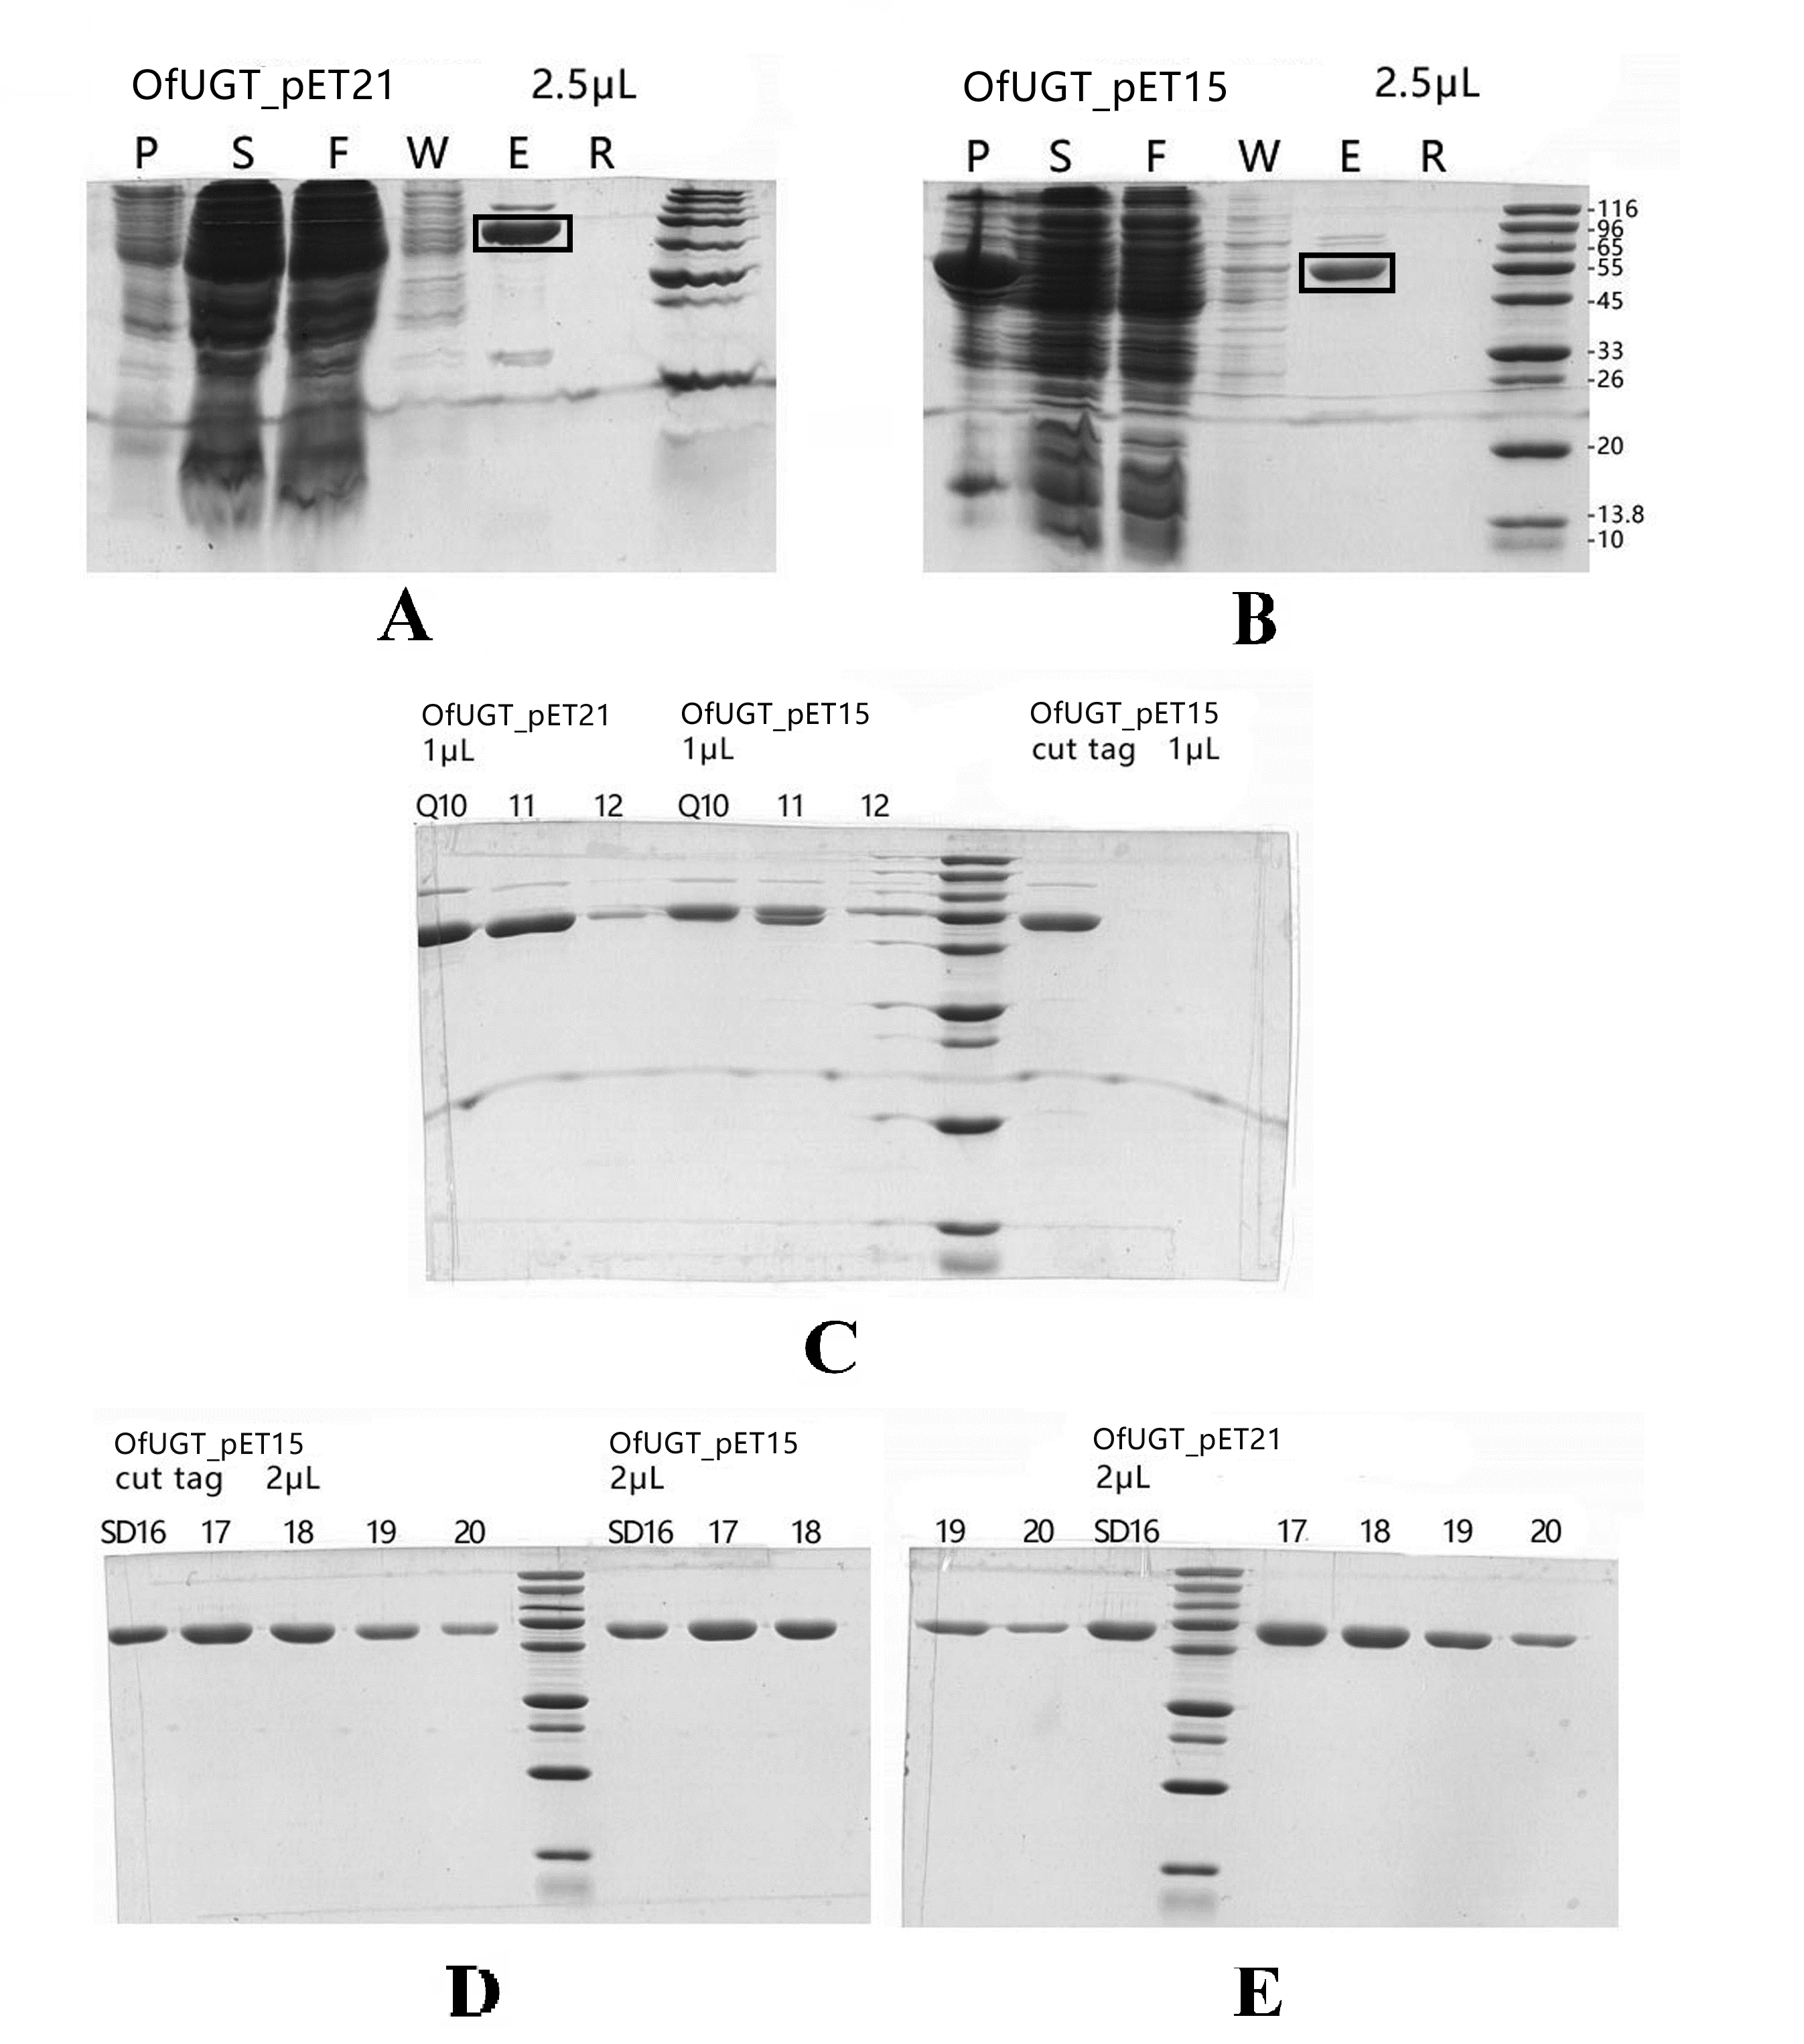 OfUGT_pET21 2.5μL
P S F W E R
A
OfUGT_pET15 2.5μL
P S F W E R
-116
-96
-65
-55
-45
-33
-26
-20
-13.8
-10
B
OfUGT_pET21
1μL
OfUGT_pET15
1μL
OfUGT_pET15
cut tag 1μL
Q10 11 12 Q10 11 12
C
OfUGT_pET15
cut tag 2μL
OfUGT_pET15
2μL
SD16 17 18 19 20 SD16 17 18
D
OfUGT_pET21
2μL
19 20 SD16 17 18 19 20
E